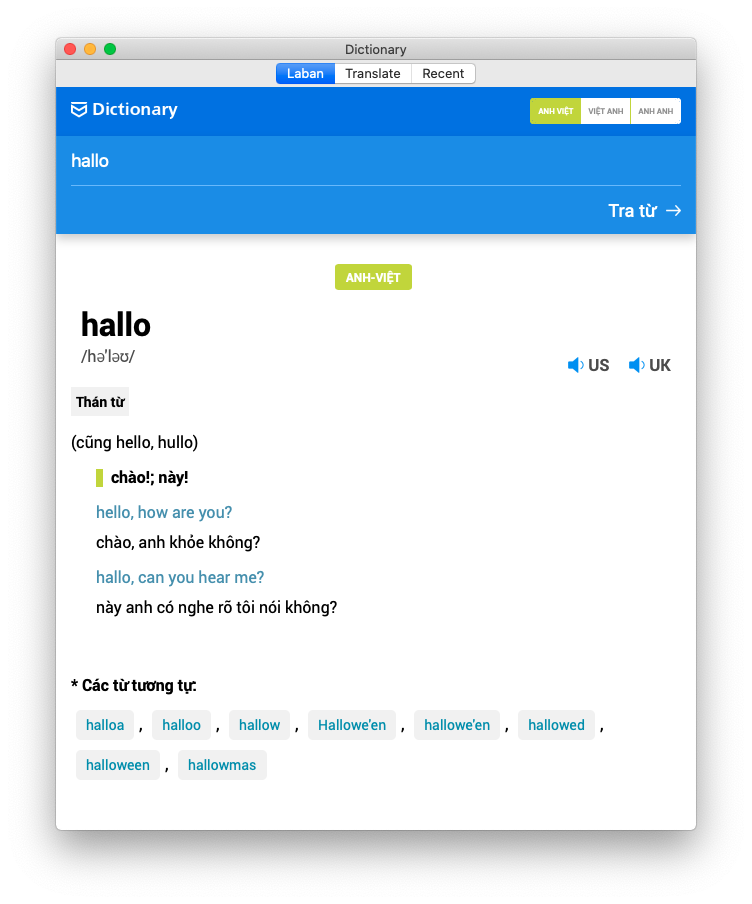 Dictionary
Laban Translate Recent
Dictionary ANH VIỆT VIỆT ANH ANH ANH
hallo
Tra từ →
ANH-VIỆT
hallo
/hə'ləʊ/
US UK
Thán từ
(cũng hello, hullo)
chào!; này!
hello, how are you?
chào, anh khỏe không?
hallo, can you hear me?
này anh có nghe rõ tôi nói không?
* Các từ tương tự:
halloa , halloo , hallow , Hallowe'en , hallowe'en , hallowed ,
halloween , hallowmas